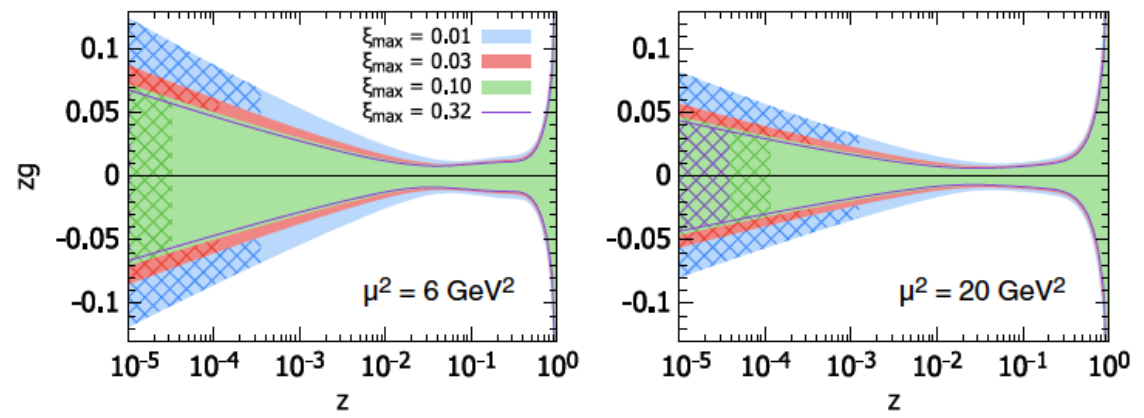 0.1
0.05
0
-0.05
-0.1
zg
ξmax = 0.01
ξmax = 0.03
ξmax = 0.10
ξmax = 0.32
μ² = 6 GeV²
10⁻⁵ 10⁻⁴ 10⁻³ 10⁻² 10⁻¹ 10⁰
z
0.1
0.05
0
-0.05
-0.1
μ² = 20 GeV²
10⁻⁵ 10⁻⁴ 10⁻³ 10⁻² 10⁻¹ 10⁰
z